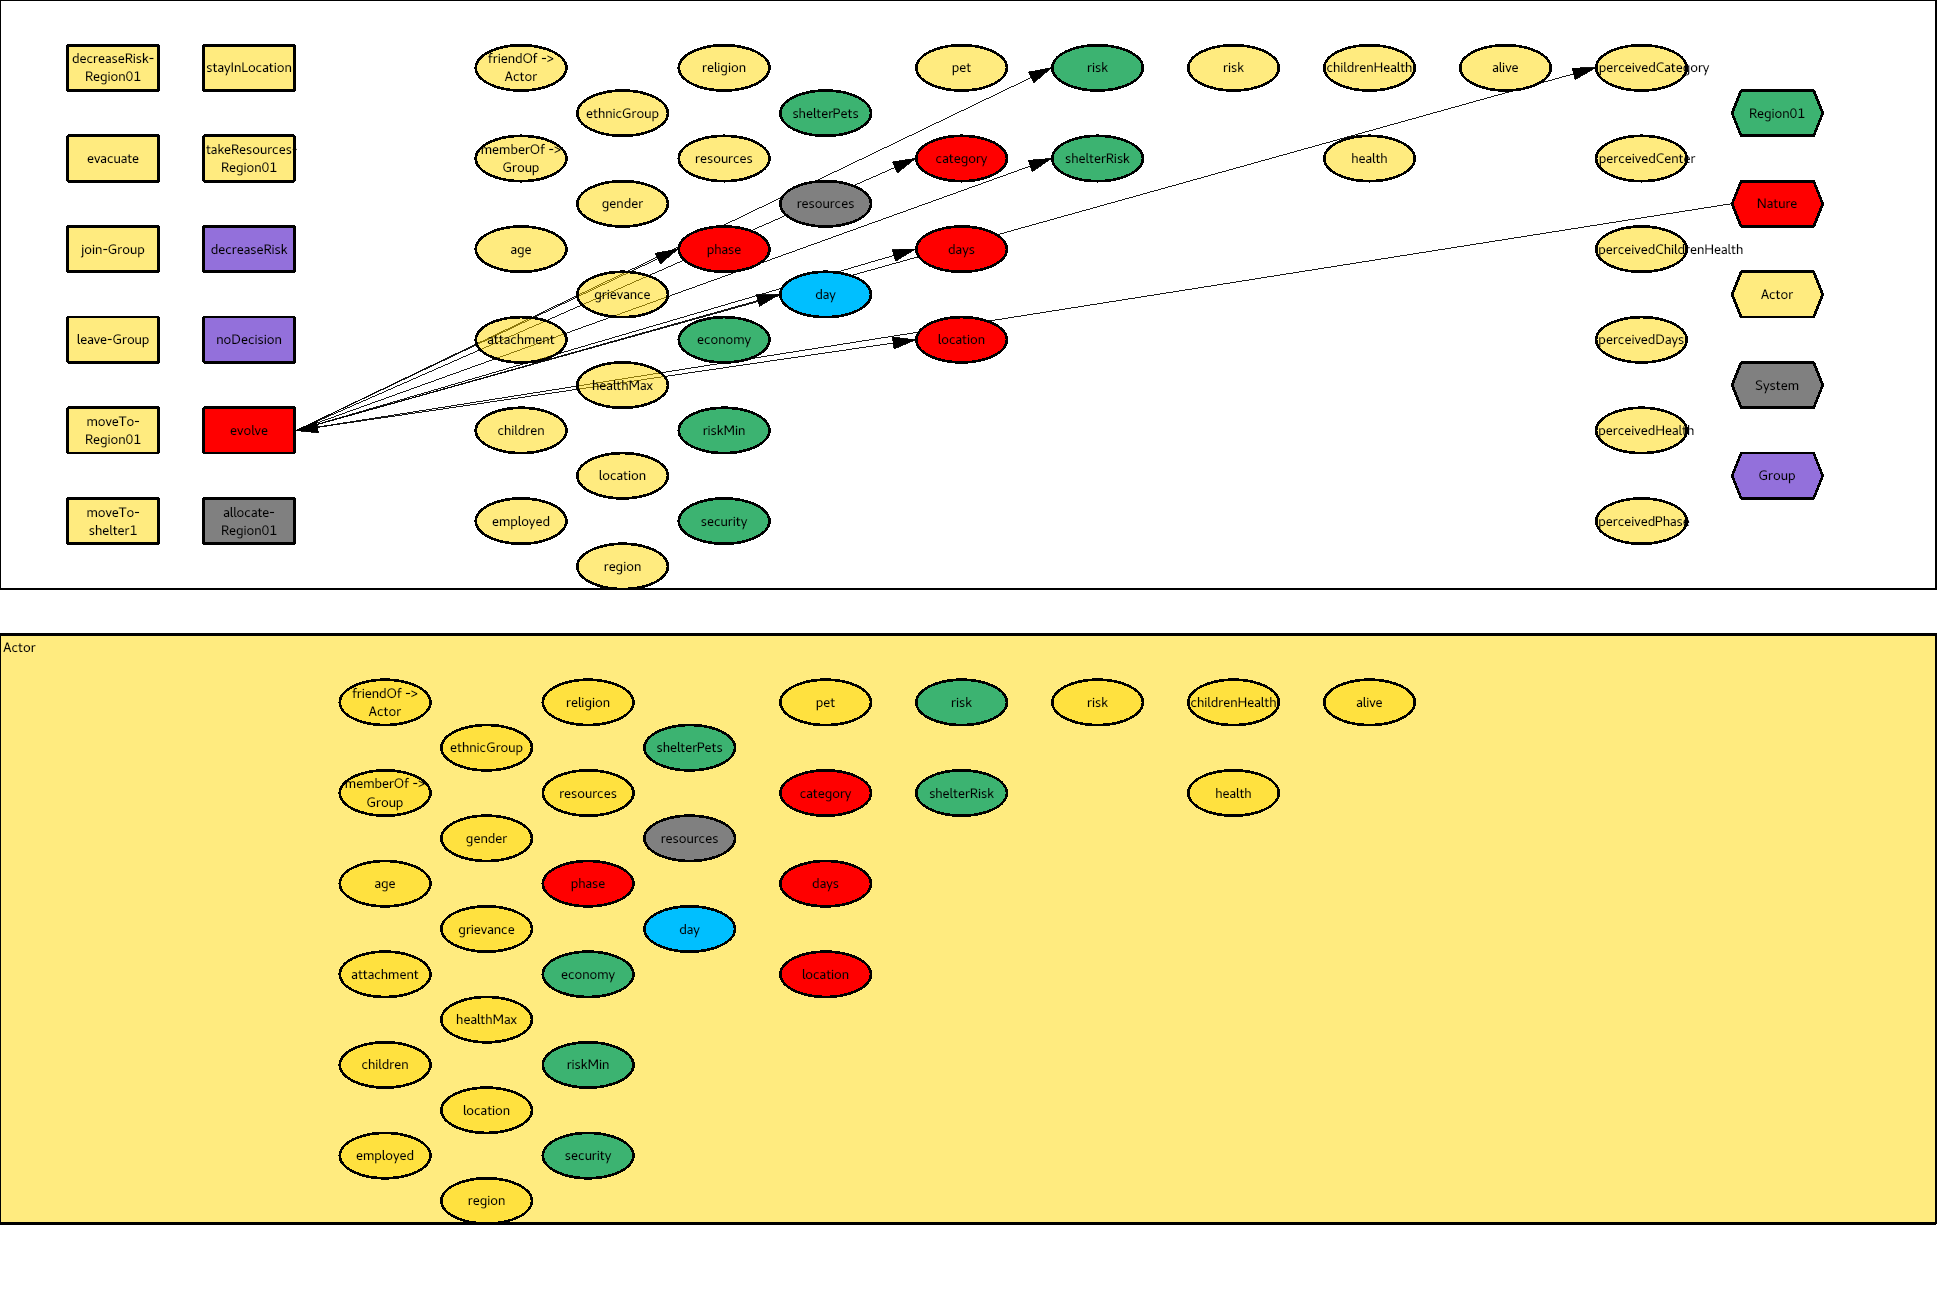 decreaseRisk-
Region01
stayInLocation
friendOf ->
Actor
religion
pet
risk
risk
childrenHealth
alive
perceivedCategory
ethnicGroup
shelterPets
Region01
evacuate
takeResources-
Region01
memberOf ->
Group
resources
category
shelterRisk
health
perceivedCenter
gender
resources
Nature
join-Group
decreaseRisk
age
phase
days
perceivedChildrenHealth
grievance
day
Actor
leave-Group
noDecision
attachment
economy
location
perceivedDays
healthMax
System
moveTo-
Region01
evolve
children
riskMin
perceivedHealth
location
Group
moveTo-
shelter1
allocate-
Region01
employed
security
perceivedPhase
region
Actor
friendOf ->
Actor
religion
pet
risk
risk
childrenHealth
alive
ethnicGroup
shelterPets
memberOf ->
Group
resources
category
shelterRisk
health
gender
resources
age
phase
days
grievance
day
attachment
economy
location
healthMax
children
riskMin
location
employed
security
region